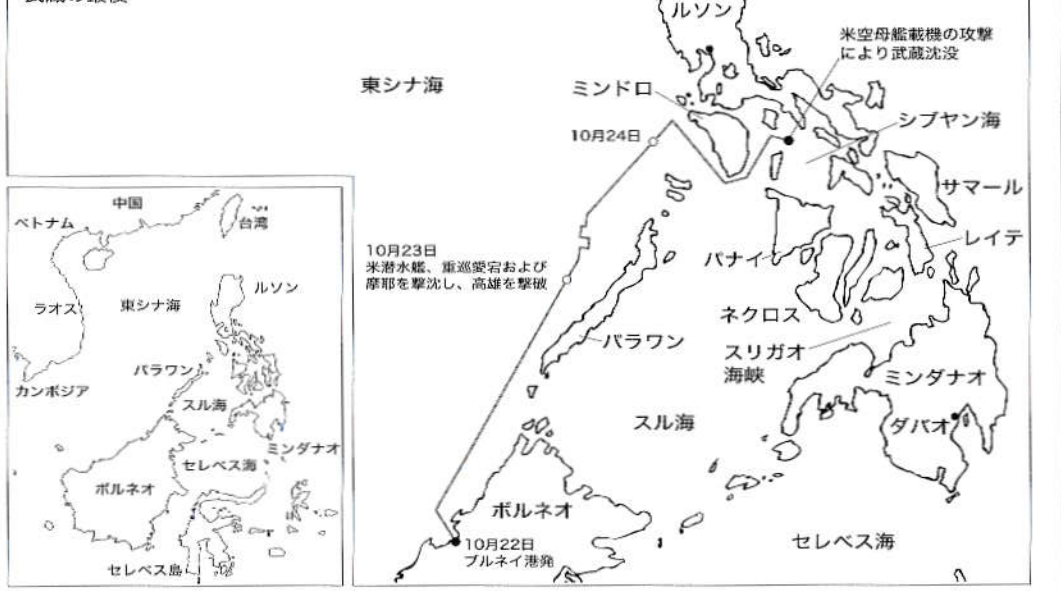 ルソン
米空母艦載機の攻撃
により武蔵沈没
東シナ海
ミンドロ
10月24日
シブヤン海
サマール
レイテ
パナイ
10月23日
米潜水艦、重巡愛宕および
摩耶を撃沈し、高雄を撃破
ネクロス
パラワン
スリガオ
海峡
ミンダナオ
ダバオ
スル海
ボルネオ
10月22日
ブルネイ港発
セレベス海
中国
ベトナム
台湾
ラオス
東シナ海
ルソン
パラワン
カンボジア
スル海
ミンダナオ
セレベス海
ボルネオ
セレベス島